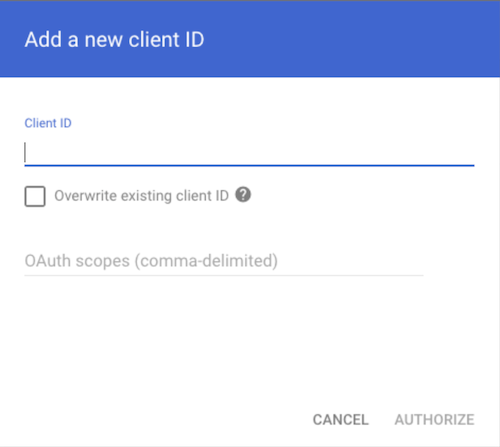 Add a new client ID
Client ID
Overwrite existing client ID ?
OAuth scopes (comma-delimited)
CANCEL AUTHORIZE